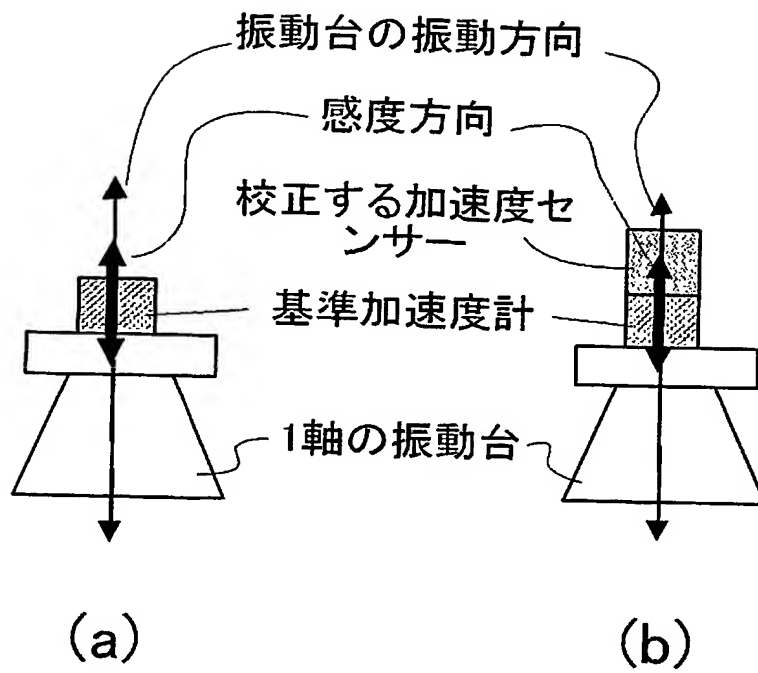 振動台の振動方向
感度方向
校正する加速度セ
ンサー
基準加速度計
1軸の振動台
(a)
(b)